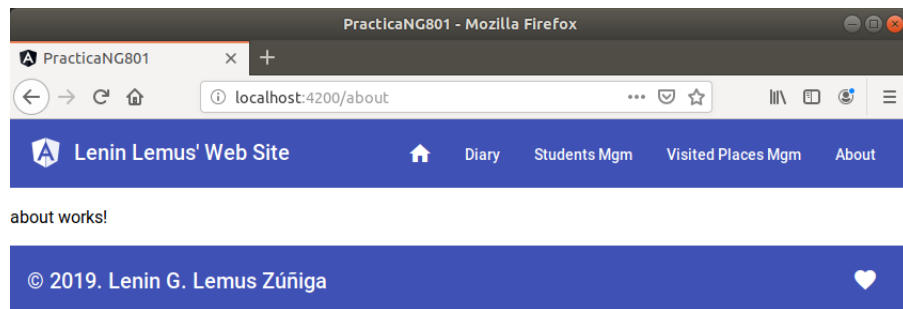 PracticaNG801 - Mozilla Firefox
PracticaNG801
localhost:4200/about
Lenin Lemus' Web Site Diary Students Mgm Visited Places Mgm About
about works!
© 2019. Lenin G. Lemus Zúñiga